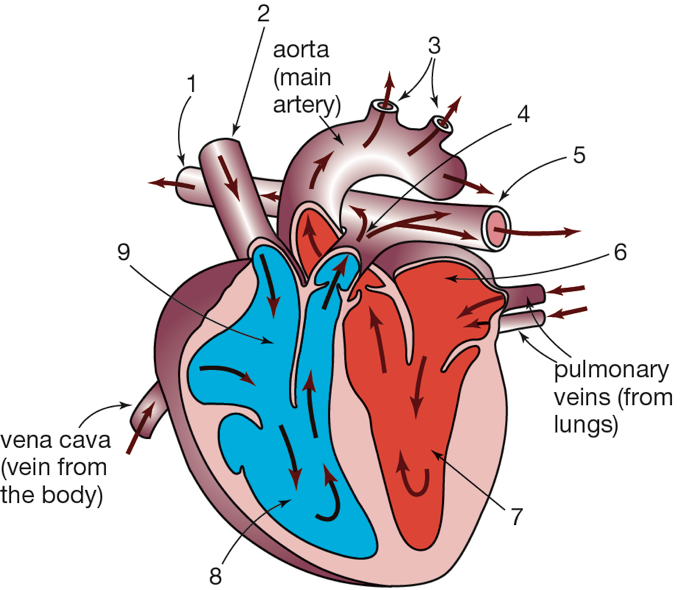 2
3
aorta
(main
artery)
1
4
5
6
9
pulmonary
veins (from
lungs)
vena cava
(vein from
the body)
7
8